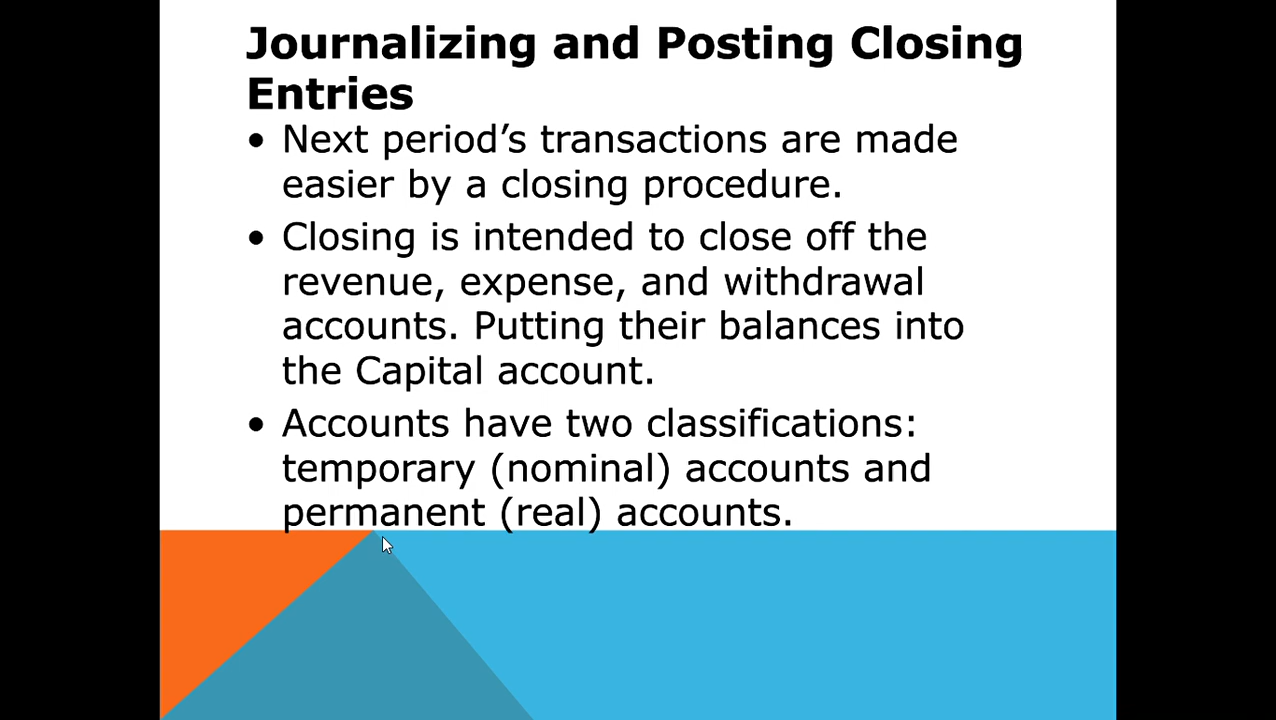 Journalizing and Posting Closing
Entries
• Next period’s transactions are made
easier by a closing procedure.
• Closing is intended to close off the
revenue, expense, and withdrawal
accounts. Putting their balances into
the Capital account.
• Accounts have two classifications:
temporary (nominal) accounts and
permanent (real) accounts.